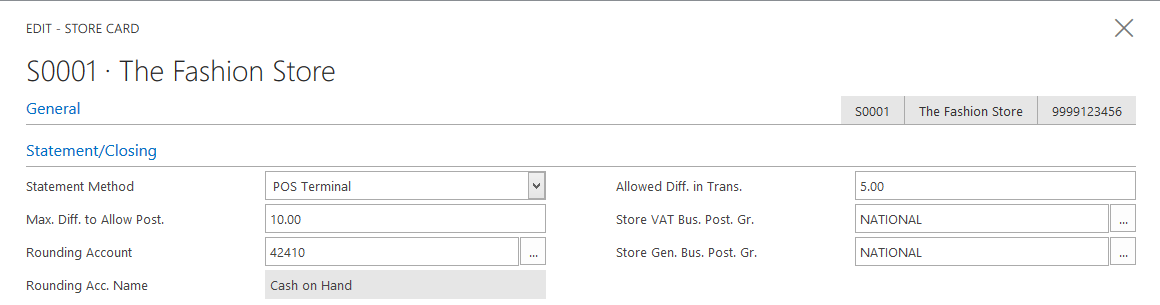 EDIT - STORE CARD
S0001 · The Fashion Store
General S0001 The Fashion Store 9999123456
Statement/Closing
Statement Method POS Terminal Allowed Diff. in Trans. 5.00
Max. Diff. to Allow Post. 10.00 Store VAT Bus. Post. Gr. NATIONAL ...
Rounding Account 42410 ... Store Gen. Bus. Post. Gr. NATIONAL ...
Rounding Acc. Name Cash on Hand